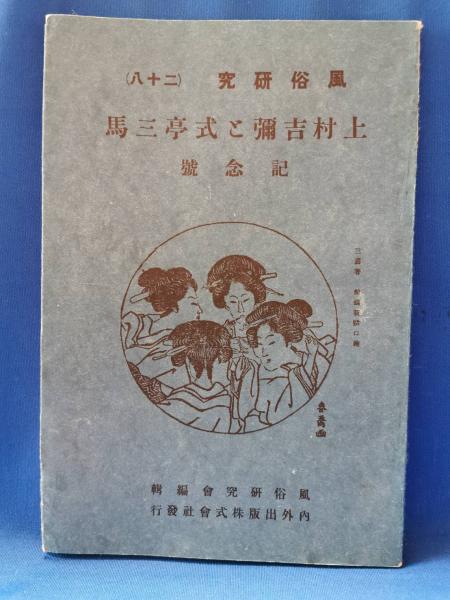 風俗研究 (二十八)
上村吉彌と式亭三馬
記念號
風俗研究會編輯
内外出版株式會社發行